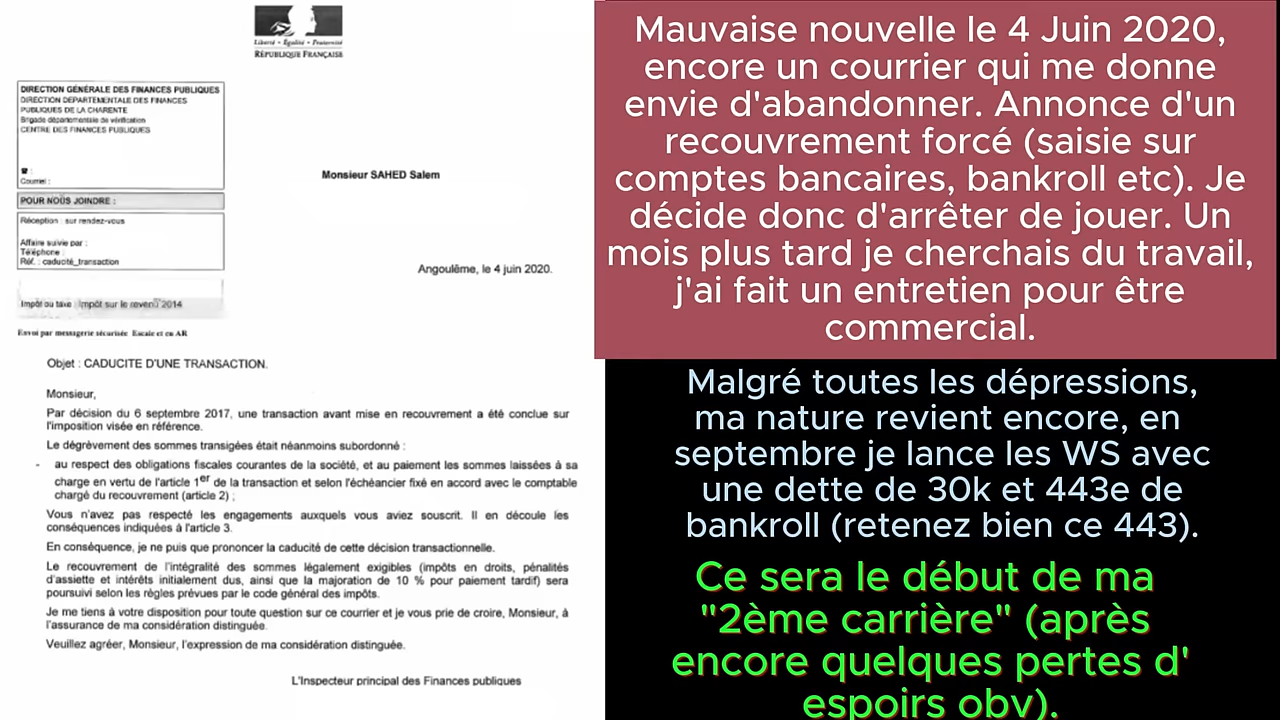 Liberté • Égalité • Fraternité
RÉPUBLIQUE FRANÇAISE
DIRECTION GÉNÉRALE DES FINANCES PUBLIQUES
DIRECTION DÉPARTEMENTALE DES FINANCES
PUBLIQUES DE LA CHARENTE
Brigade départementale de vérification
CENTRE DES FINANCES PUBLIQUES
☎ :
Courriel :
POUR NOUS JOINDRE :
Réception : sur rendez-vous
Affaire suivie par :
Téléphone :
Réf. : caducité_transaction
Monsieur SAHED Salem
Angoulême, le 4 juin 2020.
Impôt ou taxe : Impôt sur le revenu 2014
Envoi par messagerie sécurisée Escale et en AR
Objet : CADUCITE D'UNE TRANSACTION.
Monsieur,
Par décision du 6 septembre 2017, une transaction avant mise en recouvrement a été conclue sur
l'imposition visée en référence.
Le dégrèvement des sommes transigées était néanmoins subordonné :
- au respect des obligations fiscales courantes de la société, et au paiement les sommes laissées à sa
charge en vertu de l'article 1er de la transaction et selon l'échéancier fixé en accord avec le comptable
chargé du recouvrement (article 2) ;
Vous n'avez pas respecté les engagements auxquels vous aviez souscrit. Il en découle les
conséquences indiquées à l'article 3.
En conséquence, je ne puis que prononcer la caducité de cette décision transactionnelle.
Le recouvrement de l'intégralité des sommes légalement exigibles (impôts en droits, pénalités
d'assiette et intérêts initialement dus, ainsi que la majoration de 10 % pour paiement tardif) sera
poursuivi selon les règles prévues par le code général des impôts.
Je me tiens à votre disposition pour toute question sur ce courrier et je vous prie de croire, Monsieur, à
l'assurance de ma considération distinguée.
Veuillez agréer, Monsieur, l'expression de ma considération distinguée.
L'Inspecteur principal des Finances publiques
Mauvaise nouvelle le 4 Juin 2020,
encore un courrier qui me donne
envie d'abandonner. Annonce d'un
recouvrement forcé (saisie sur
comptes bancaires, bankroll etc). Je
décide donc d'arrêter de jouer. Un
mois plus tard je cherchais du travail,
j'ai fait un entretien pour être
commercial.
Malgré toutes les dépressions,
ma nature revient encore, en
septembre je lance les WS avec
une dette de 30k et 443e de
bankroll (retenez bien ce 443).
Ce sera le début de ma
"2ème carrière" (après
encore quelques pertes d'
espoirs obv).